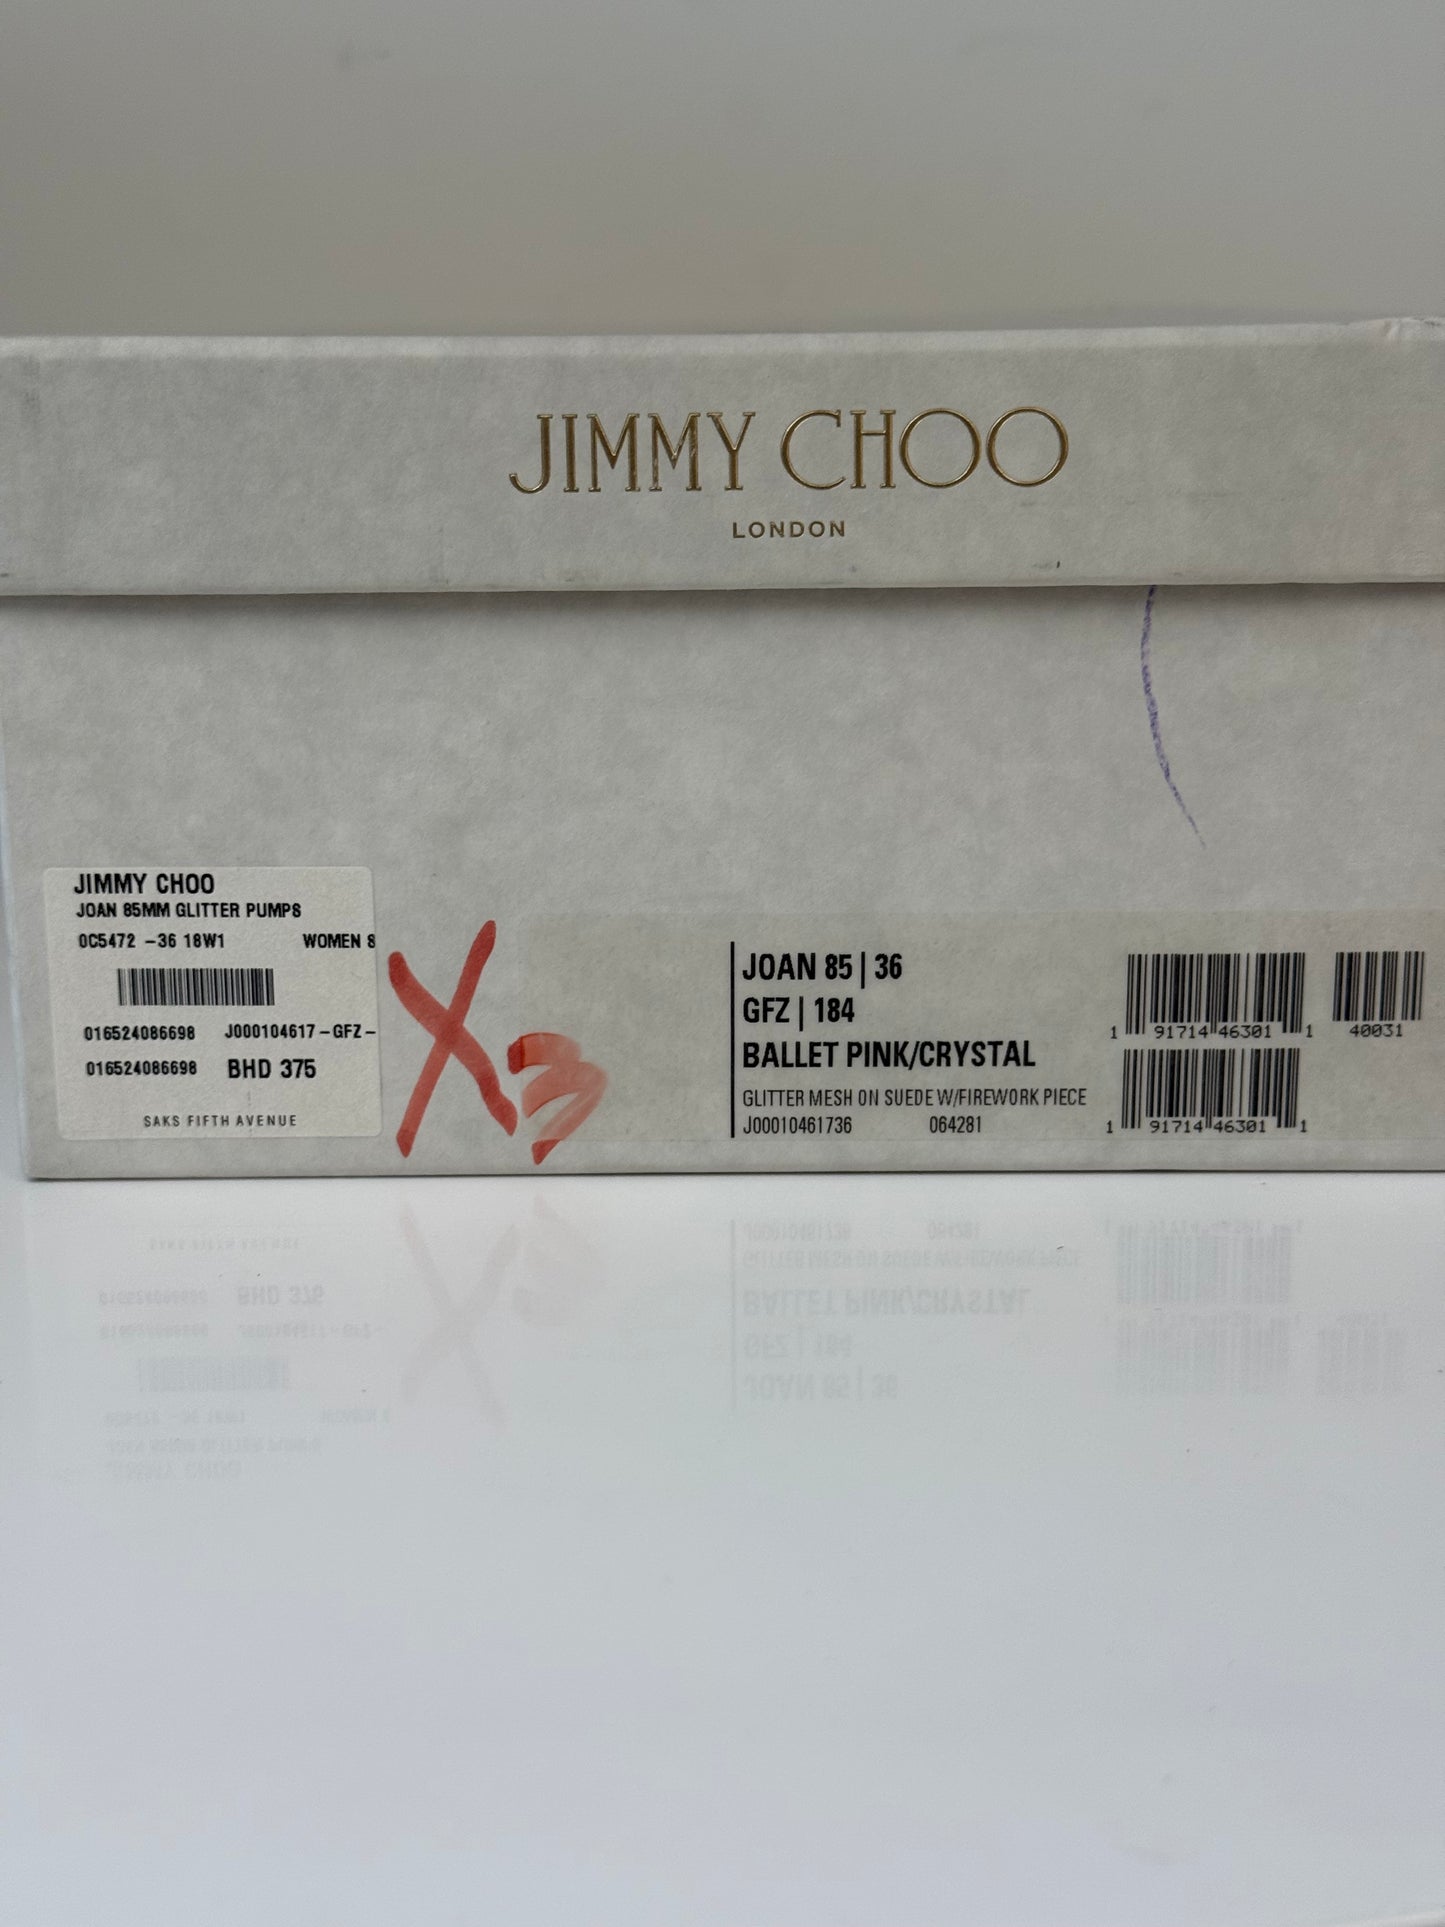 JIMMY CHOO
LONDON
JIMMY CHOO
JOAN 85MM GLITTER PUMPS
0C5472 -36 18W1 WOMEN S
016524086698 J000104617-GFZ-
016524086698 BHD 375
SAKS FIFTH AVENUE
X3
JOAN 85 | 36
GFZ | 184
BALLET PINK/CRYSTAL
GLITTER MESH ON SUEDE W/FIREWORK PIECE
J00010461736 064281
1 91714 46301 1 40031
1 91714 46301 1